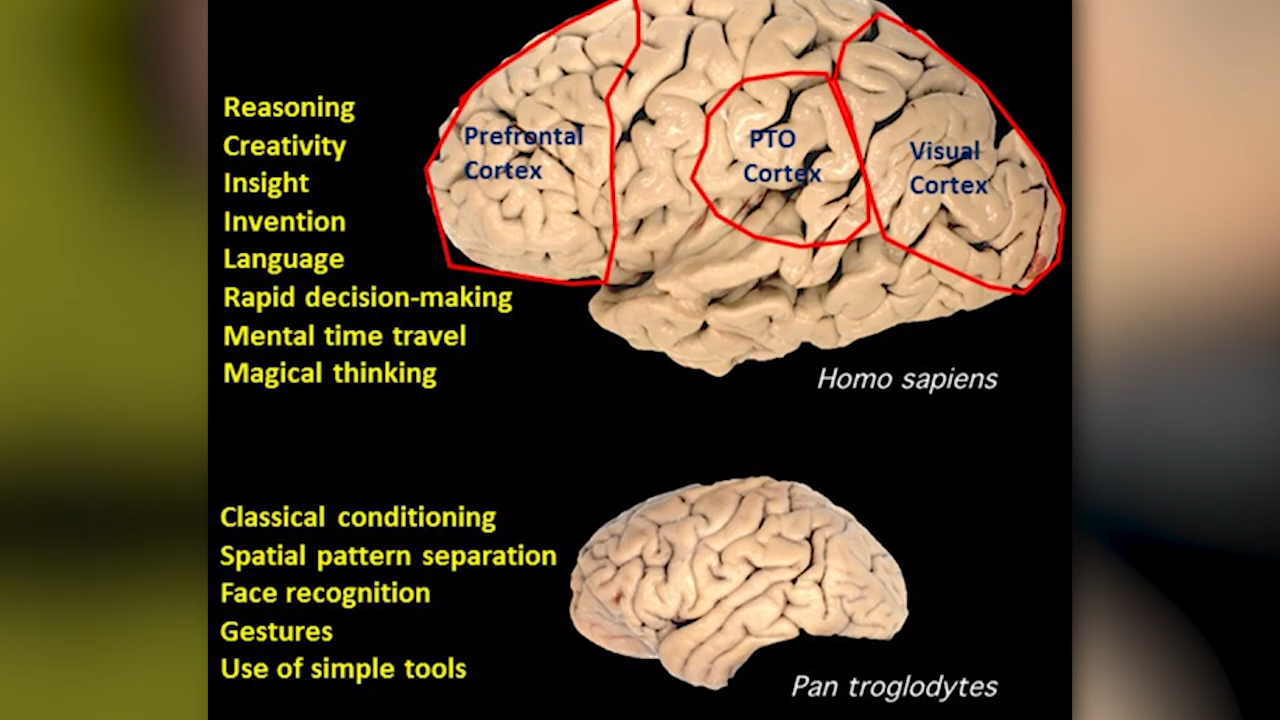 Reasoning
Creativity
Insight
Invention
Language
Rapid decision-making
Mental time travel
Magical thinking
Prefrontal
Cortex
PTO
Cortex
Visual
Cortex
Homo sapiens
Classical conditioning
Spatial pattern separation
Face recognition
Gestures
Use of simple tools
Pan troglodytes